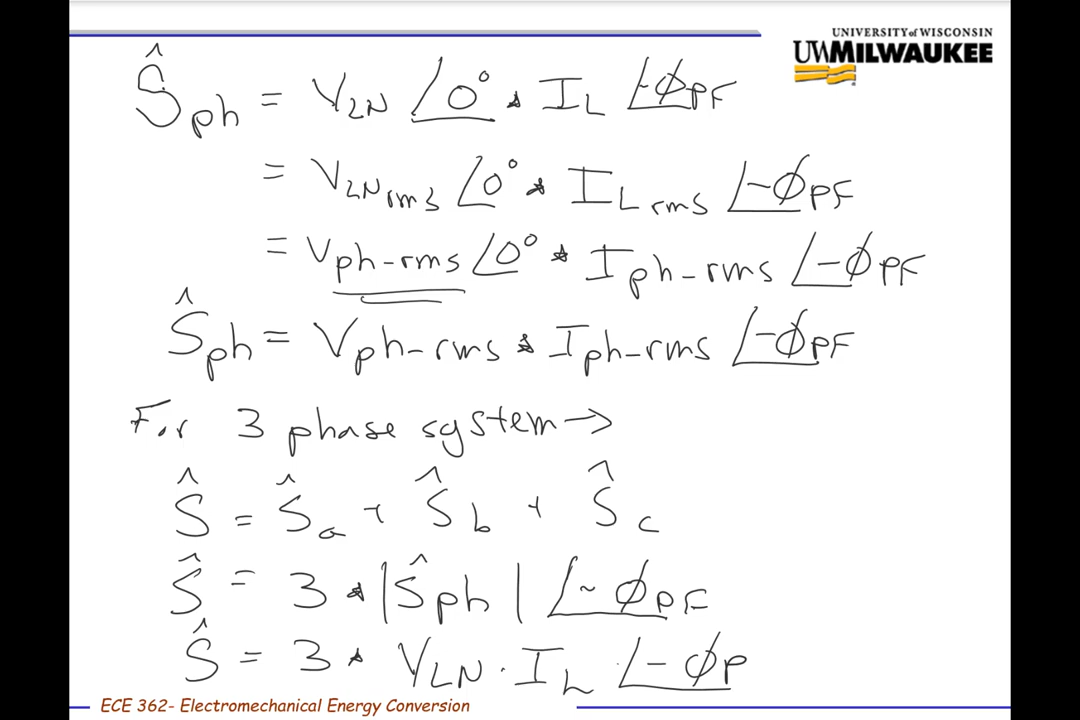 UNIVERSITY of WISCONSIN
UWMILWAUKEE
Ŝph = VLN ∠0° * IL ∠-ϕPF
= VLNrms ∠0° * IL rms ∠-ϕPF
= Vph-rms ∠0° * Iph-rms ∠-ϕPF
Ŝph = Vph-rms * Iph-rms ∠-ϕPF
For 3 phase system →
Ŝ = Ŝa + Ŝb + Ŝc
Ŝ = 3 * |Ŝph| ∠-ϕPF
Ŝ = 3 * VLN · IL ∠-ϕP
ECE 362- Electromechanical Energy Conversion